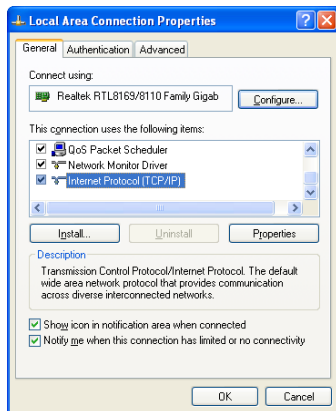 Local Area Connection Properties
General Authentication Advanced
Connect using:
Realtek RTL8169/8110 Family Gigab Configure...
This connection uses the following items:
QoS Packet Scheduler
Network Monitor Driver
Internet Protocol (TCP/IP)
Install... Uninstall Properties
Description
Transmission Control Protocol/Internet Protocol. The default
wide area network protocol that provides communication
across diverse interconnected networks.
Show icon in notification area when connected
Notify me when this connection has limited or no connectivity
OK Cancel